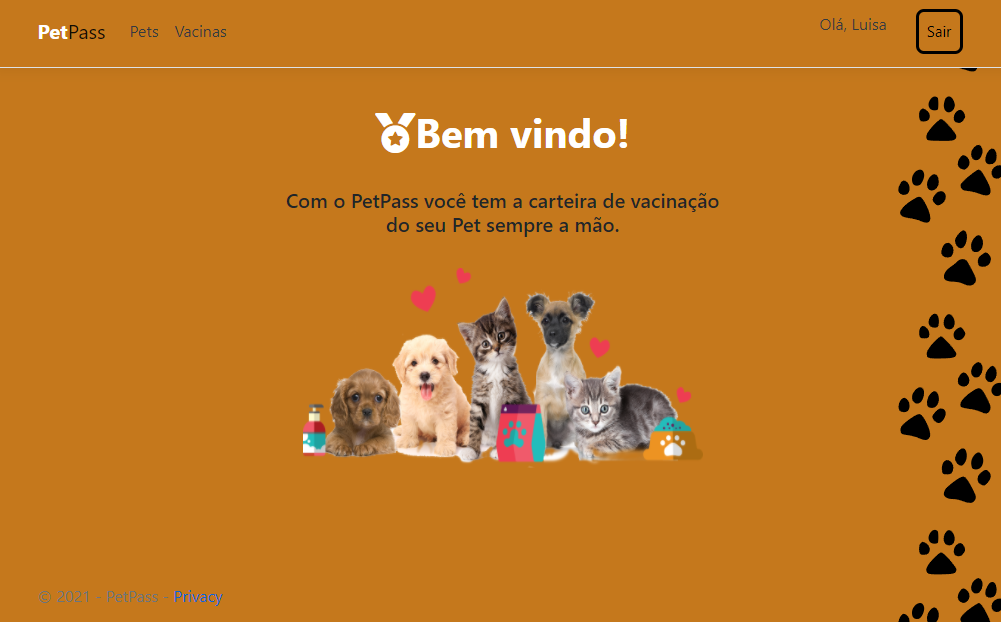 PetPass Pets Vacinas Olá, Luisa Sair
Bem vindo!
Com o PetPass você tem a carteira de vacinação
do seu Pet sempre a mão.
© 2021 - PetPass - Privacy